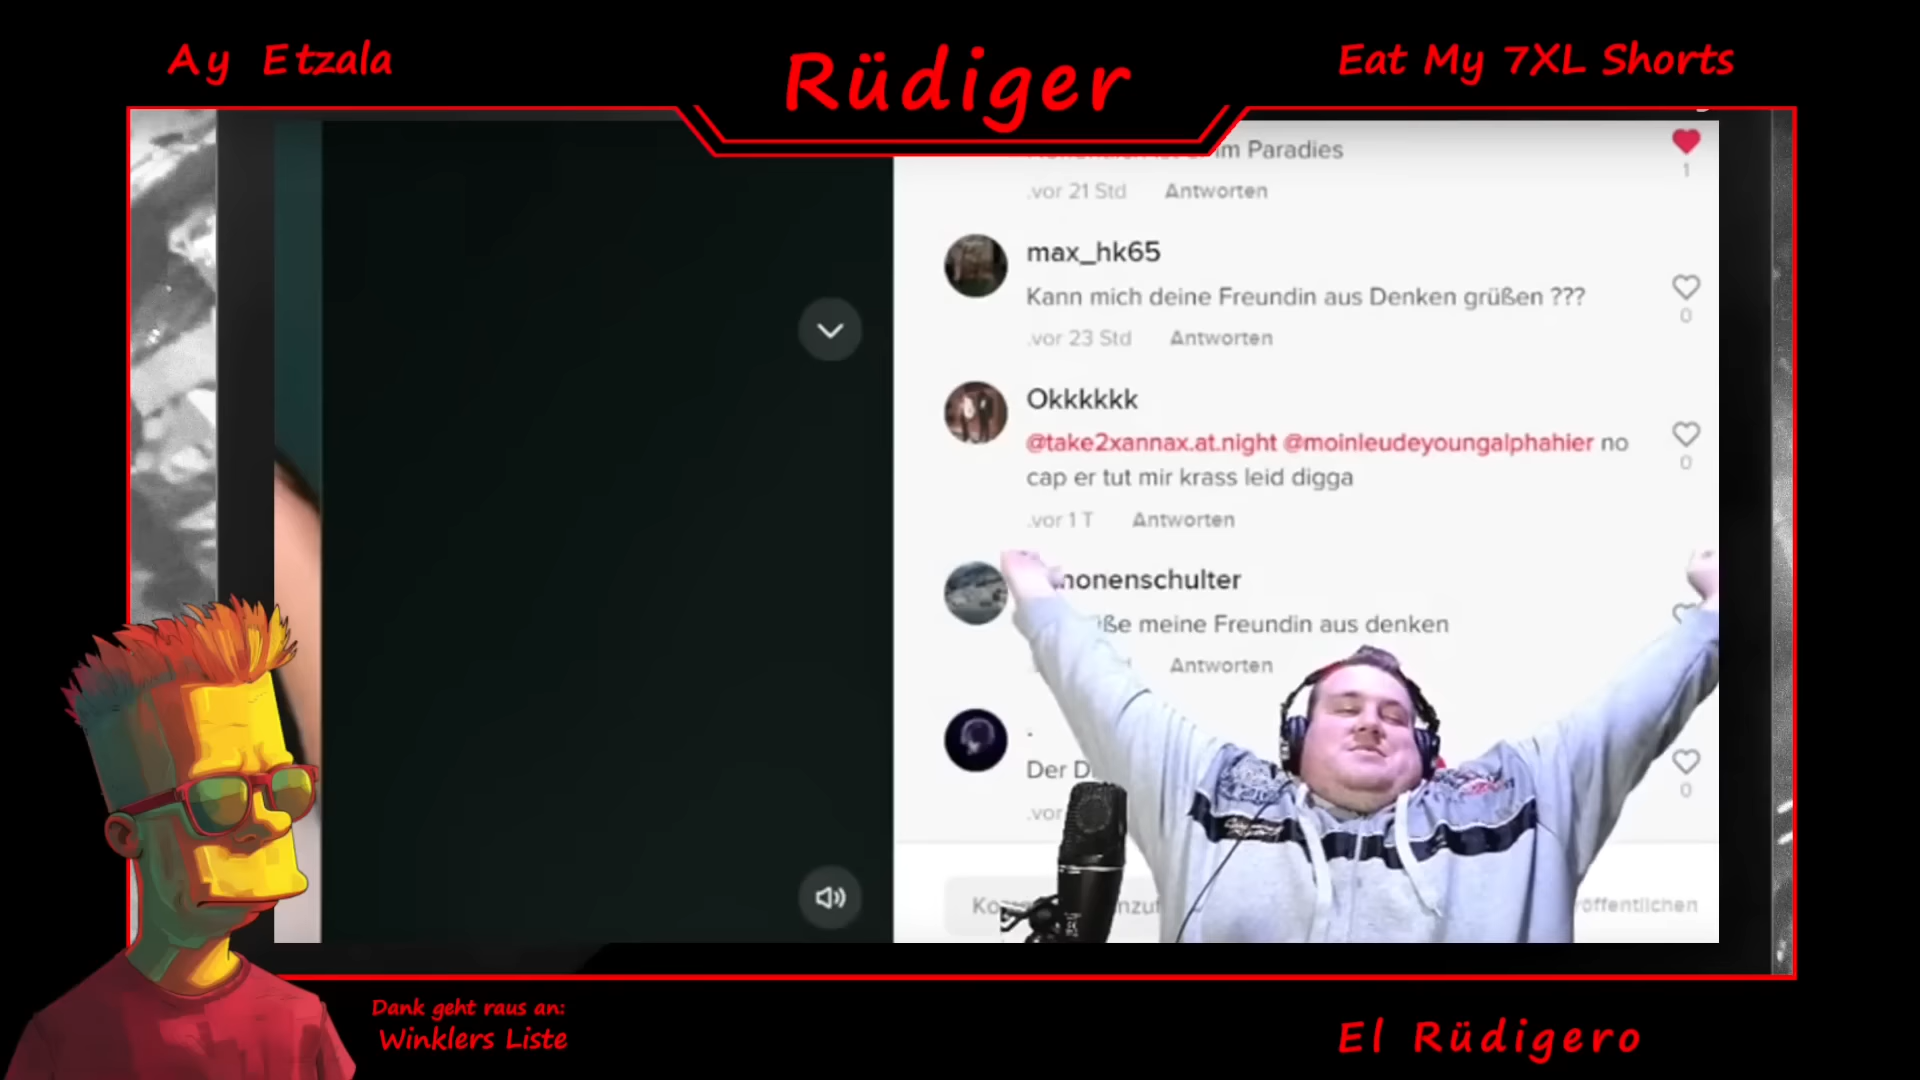 Ay Etzala
Rüdiger
Eat My 7XL Shorts
im Paradies
1
.vor 21 Std Antworten
max_hk65
Kann mich deine Freundin aus Denken grüßen ???
0
.vor 23 Std Antworten
Okkkkkk
@take2xannax.at.night @moinleudeyoungalphahier no
0
cap er tut mir krass leid digga
.vor 1 T Antworten
nonenschulter
meine Freundin aus denken
Antworten
.
Der
0
.vor
Dank geht raus an:
Winklers Liste
El Rüdigero